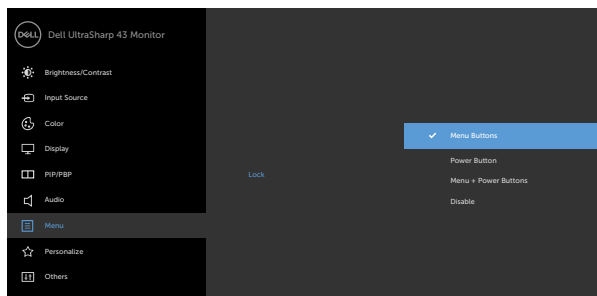 DELL
Dell UltraSharp 43 Monitor
Brightness/Contrast
Input Source
Color
Display
PIP/PBP
Audio
Menu
Personalize
Others
Lock
Menu Buttons
Power Button
Menu + Power Buttons
Disable